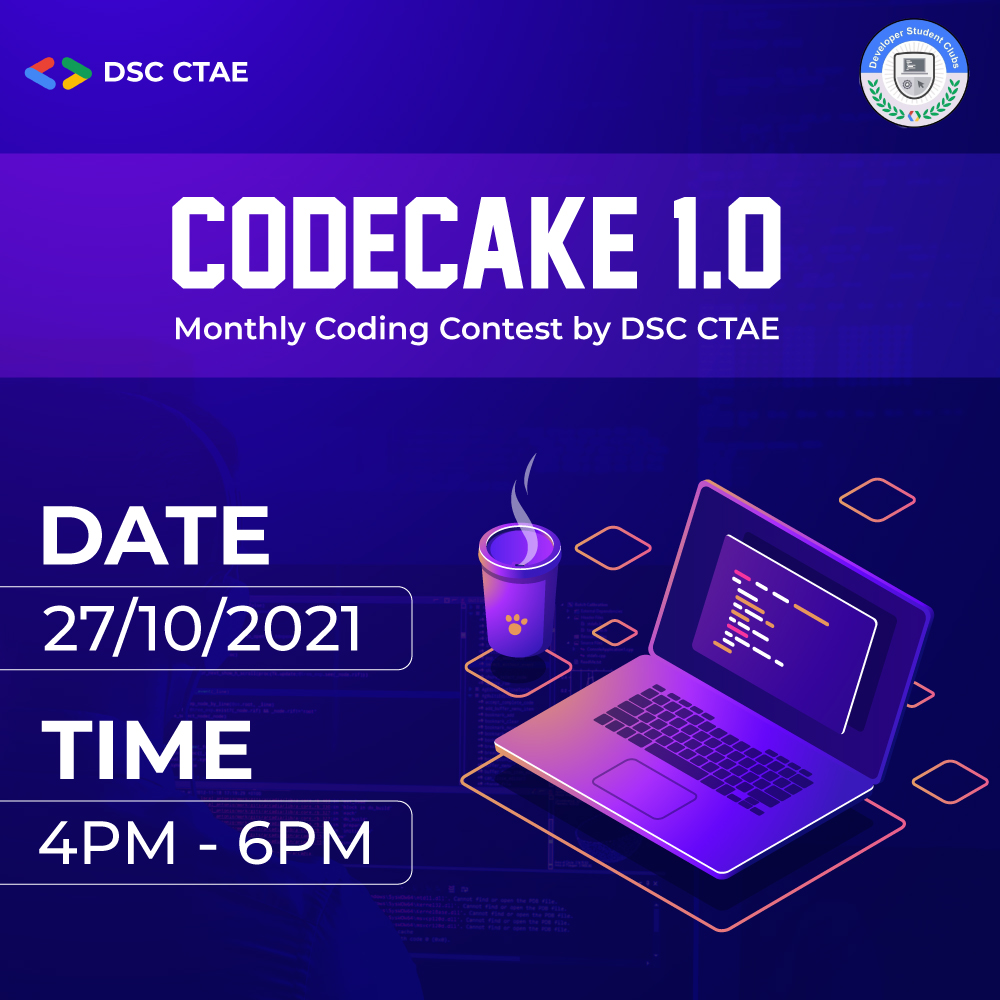 DSC CTAE
Developer Student Clubs
CODECAKE 1.0
Monthly Coding Contest by DSC CTAE
DATE
27/10/2021
TIME
4PM - 6PM